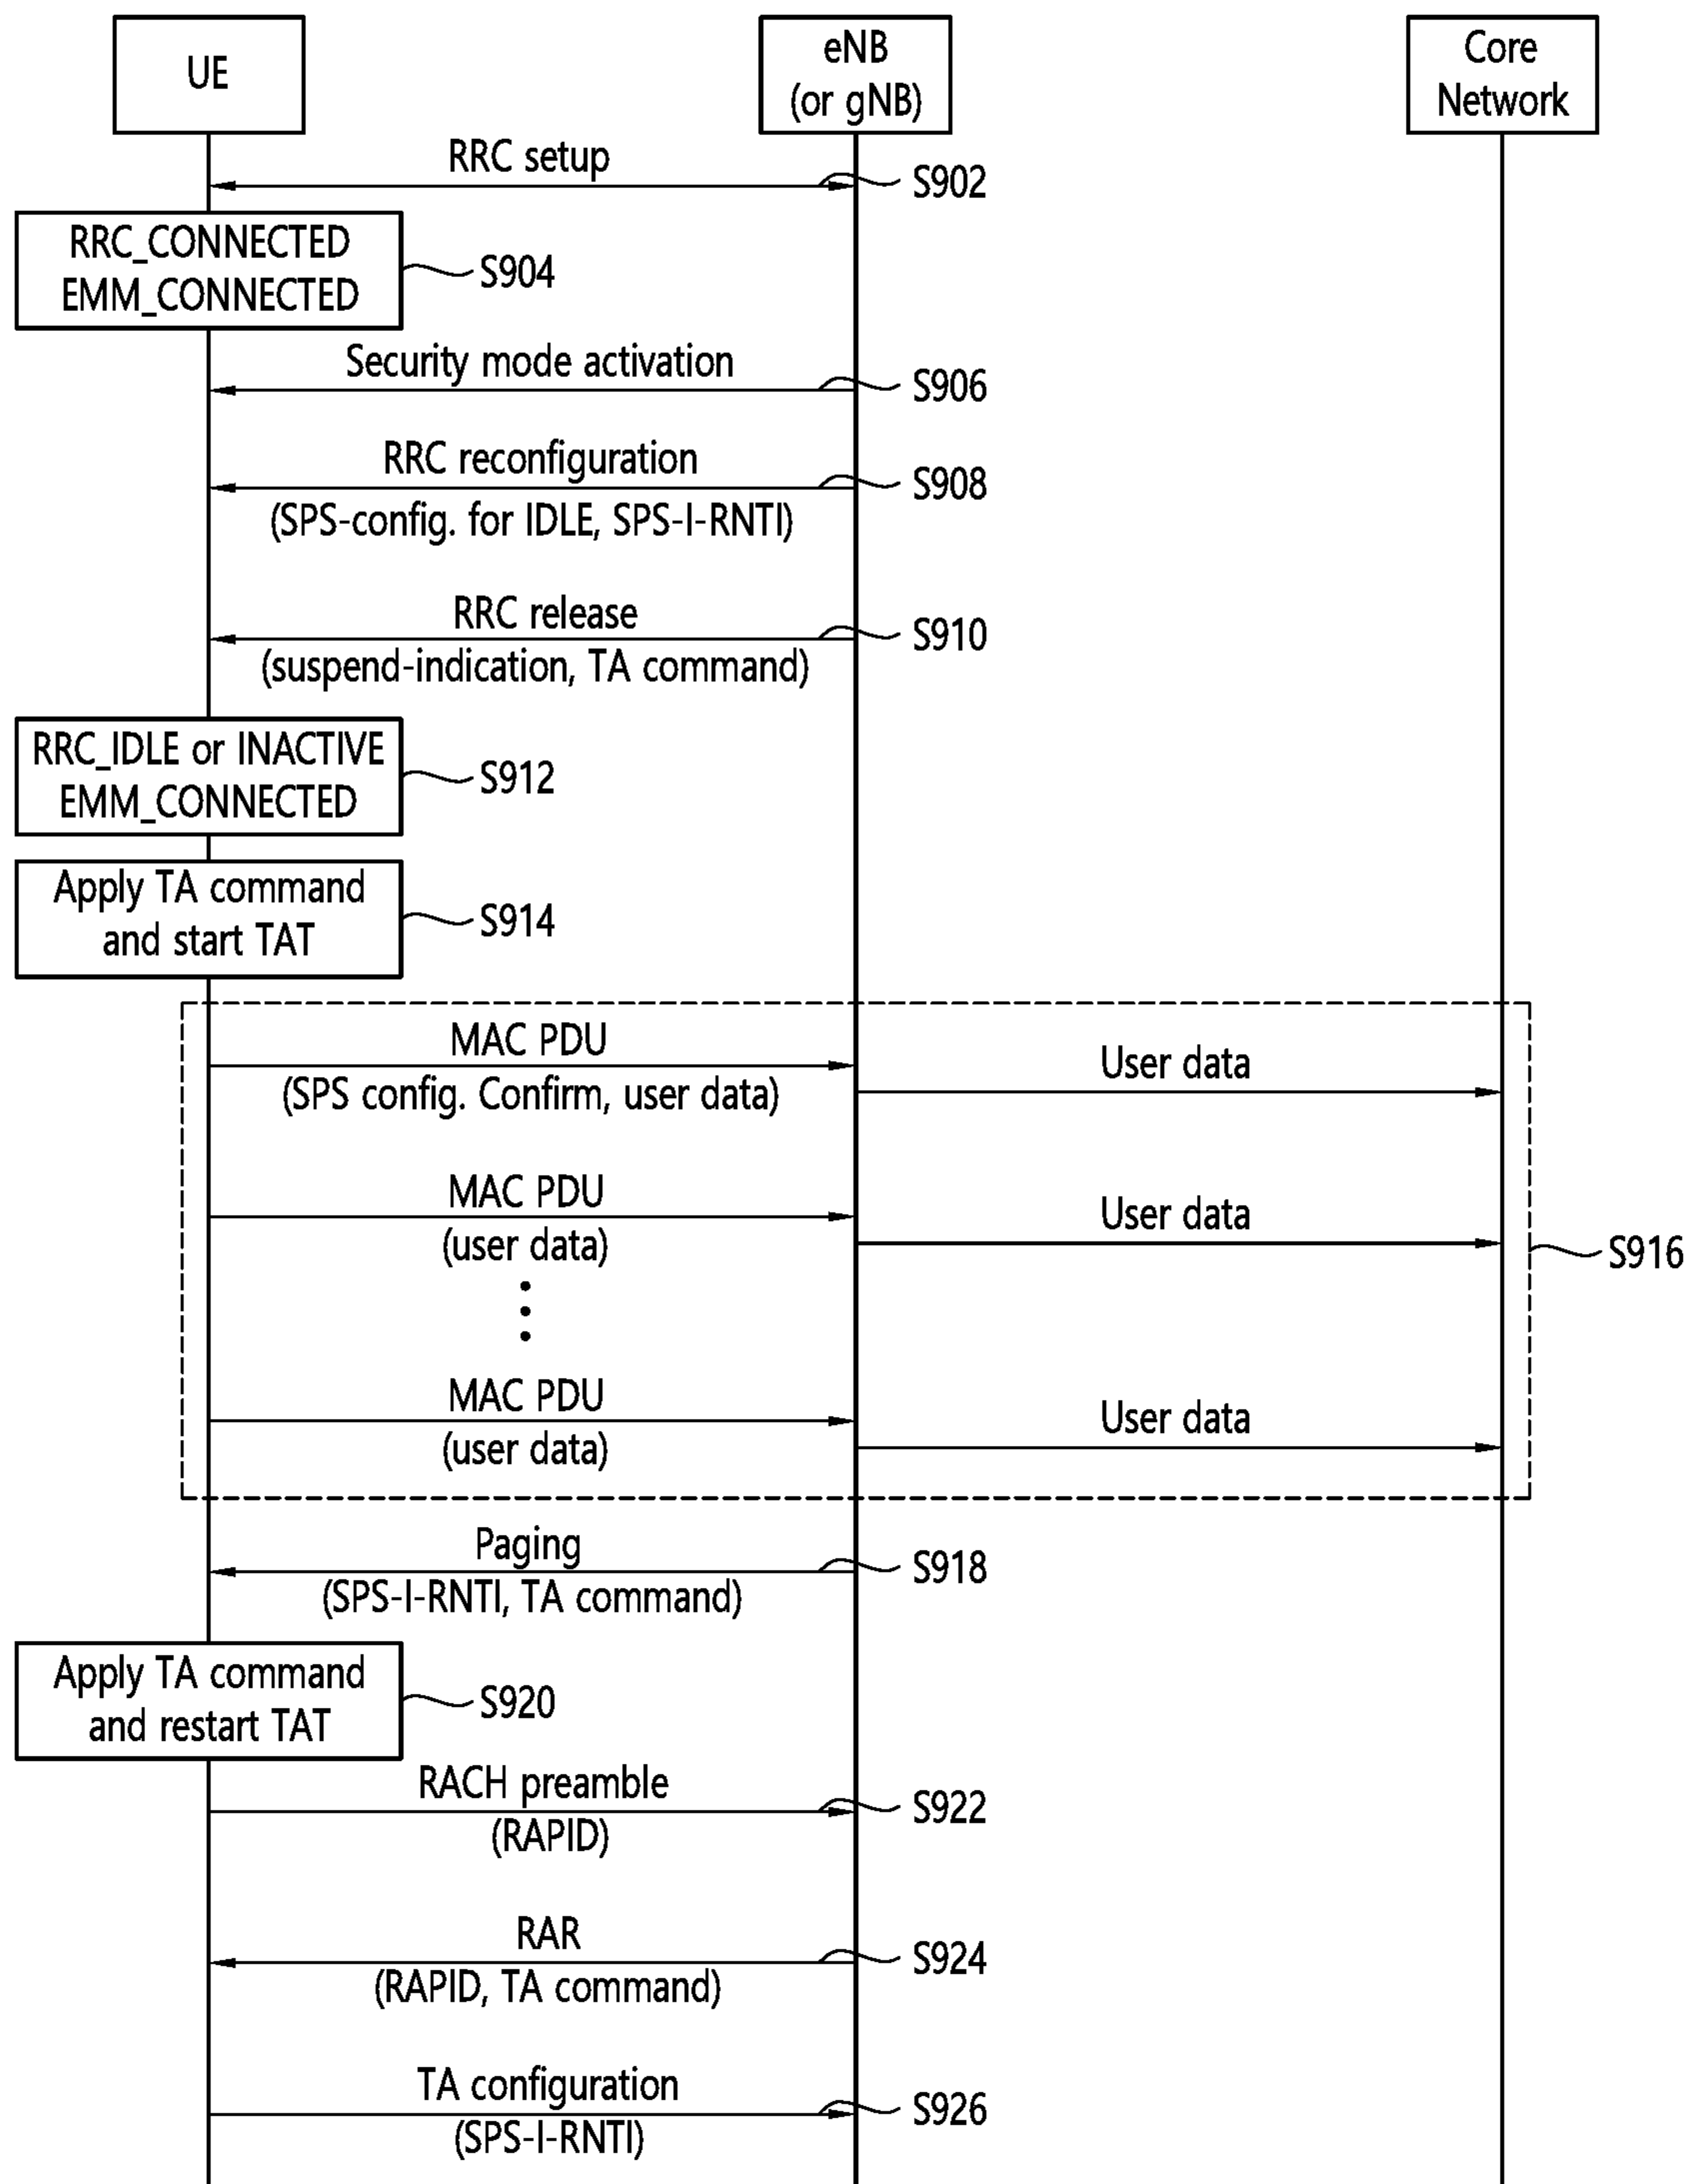 UE
eNB
(or gNB)
Core
Network
RRC setup
S902
RRC_CONNECTED
EMM_CONNECTED
S904
Security mode activation
S906
RRC reconfiguration
S908
(SPS-config. for IDLE, SPS-I-RNTI)
RRC release
S910
(suspend-indication, TA command)
RRC_IDLE or INACTIVE
EMM_CONNECTED
S912
Apply TA command
and start TAT
S914
MAC PDU
User data
(SPS config. Confirm, user data)
MAC PDU
User data
(user data)
S916
MAC PDU
User data
(user data)
Paging
S918
(SPS-I-RNTI, TA command)
Apply TA command
and restart TAT
S920
RACH preamble
S922
(RAPID)
RAR
S924
(RAPID, TA command)
TA configuration
S926
(SPS-I-RNTI)